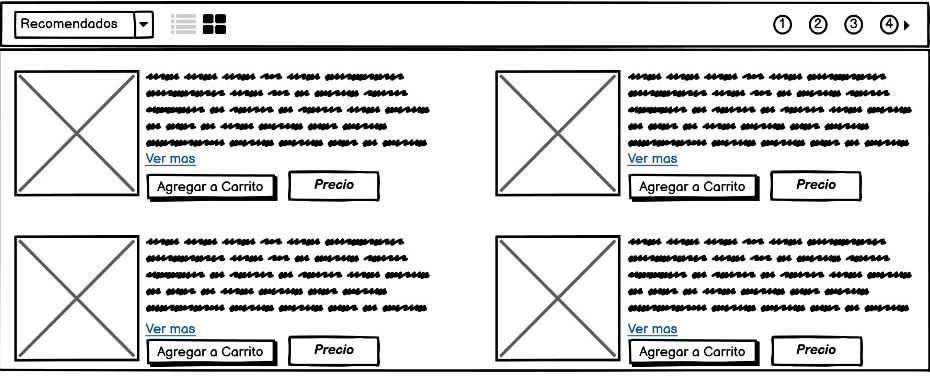 Recomendados 1 2 3 4
Ver mas Ver mas
Agregar a Carrito Precio Agregar a Carrito Precio
Ver mas Ver mas
Agregar a Carrito Precio Agregar a Carrito Precio